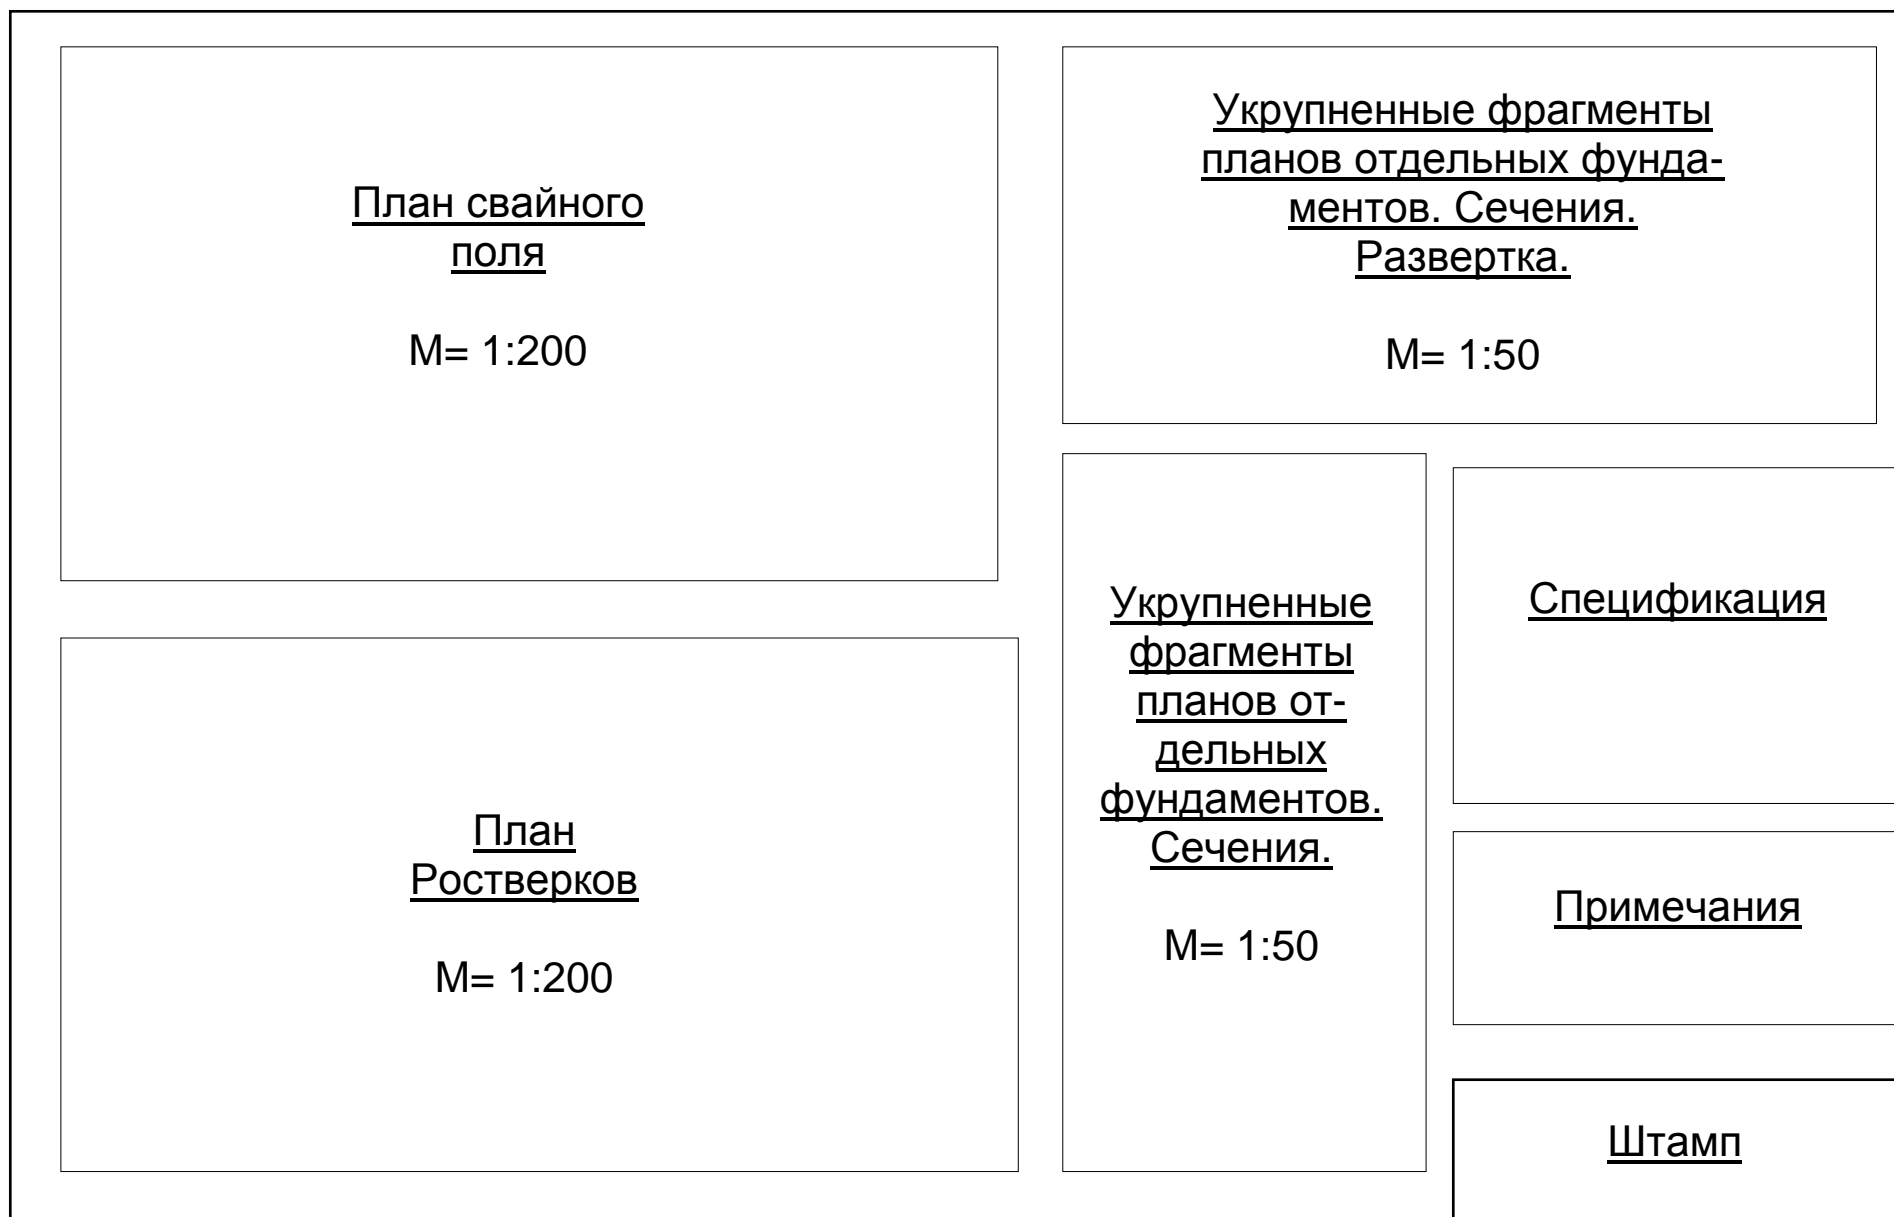 План свайного
поля
М= 1:200
Укрупненные фрагменты
планов отдельных фунда-
ментов. Сечения.
Развертка.
М= 1:50
План
Ростверков
М= 1:200
Укрупненные
фрагменты
планов от-
дельных
фундаментов.
Сечения.
М= 1:50
Спецификация
Примечания
Штамп